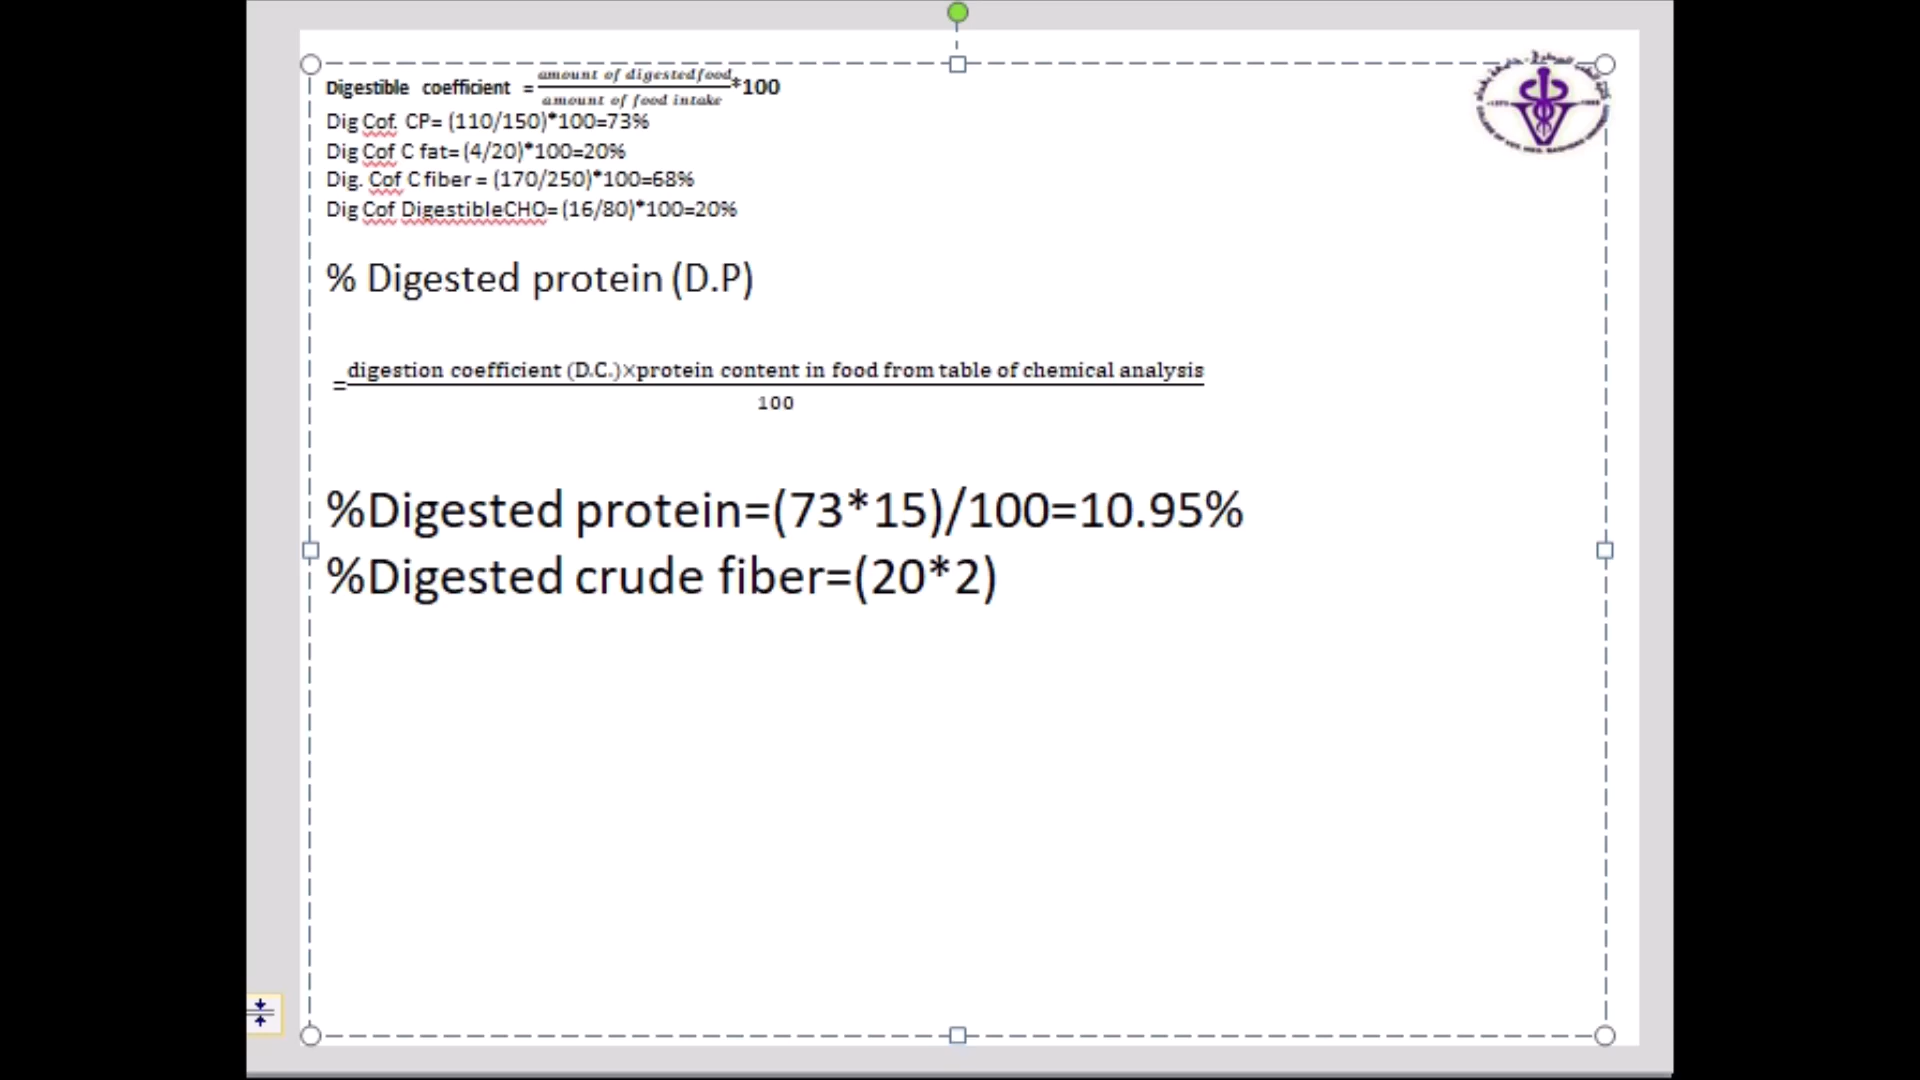 Digestible coefficient = amount of digestedfood / amount of food intake *100
Dig Cof. CP= (110/150)*100=73%
Dig Cof C fat= (4/20)*100=20%
Dig. Cof C fiber = (170/250)*100=68%
Dig Cof DigestibleCHO= (16/80)*100=20%
% Digested protein (D.P)
= digestion coefficient (D.C.)×protein content in food from table of chemical analysis / 100
%Digested protein=(73*15)/100=10.95%
%Digested crude fiber=(20*2)